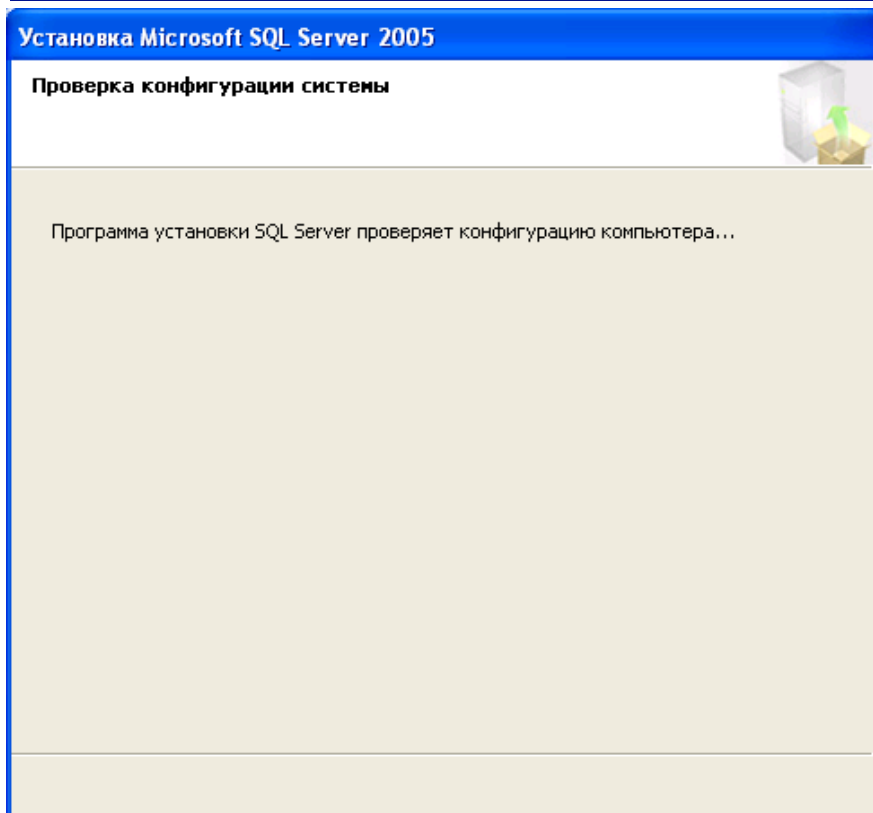 Установка Microsoft SQL Server 2005
Проверка конфигурации системы
Программа установки SQL Server проверяет конфигурацию компьютера...